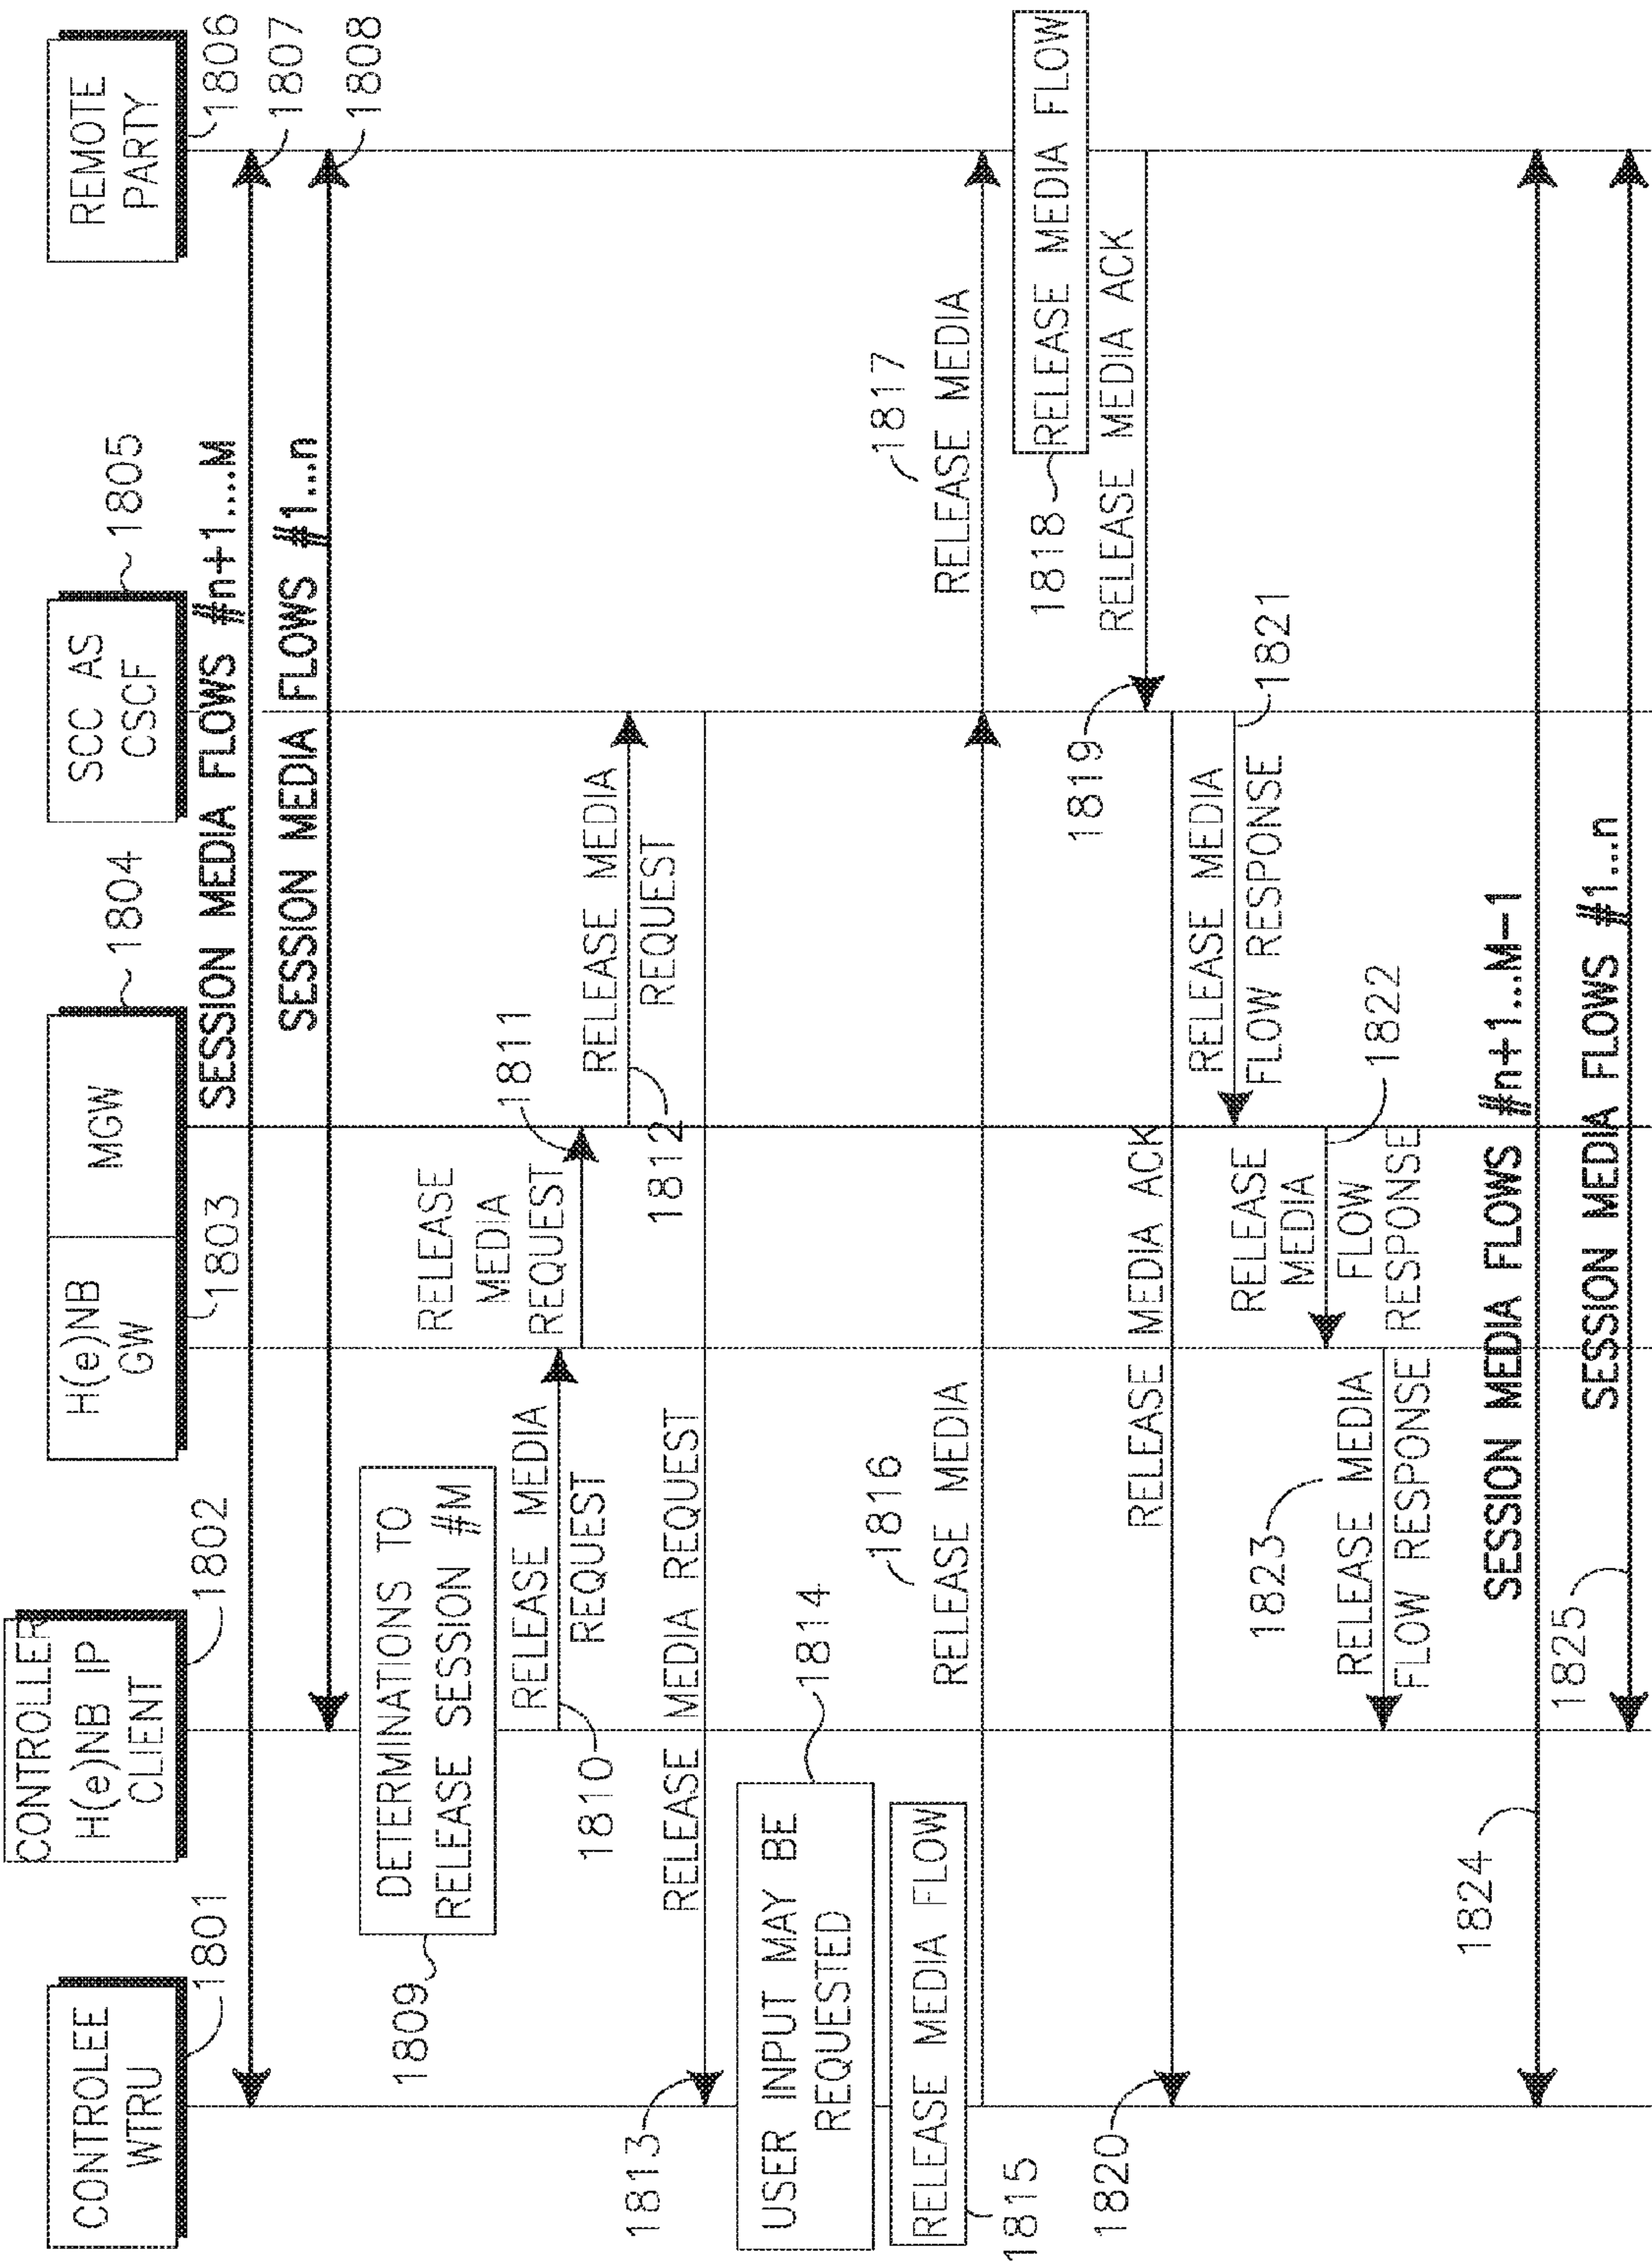 CONTROLEE
WTRU
1801
CONTROLLER
H(e)NB IP
CLIENT
1802
H(e)NB
GW
1803
MGW
1804
SCC AS
CSCF
1805
REMOTE
PARTY
1806
SESSION MEDIA FLOWS #n+1...M
1807
SESSION MEDIA FLOWS #1...n
1808
DETERMINATIONS TO
RELEASE SESSION #M
1809
RELEASE MEDIA
REQUEST
1810
RELEASE
MEDIA
REQUEST
1811
RELEASE MEDIA
REQUEST
1812
RELEASE MEDIA REQUEST
1813
USER INPUT MAY BE
REQUESTED
1814
RELEASE MEDIA FLOW
1815
1816
RELEASE MEDIA
1817
RELEASE MEDIA
1818
RELEASE MEDIA FLOW
RELEASE MEDIA ACK
1819
RELEASE MEDIA ACK
1820
RELEASE MEDIA
FLOW RESPONSE
1821
RELEASE
MEDIA
FLOW
RESPONSE
1822
1823
RELEASE MEDIA
FLOW RESPONSE
SESSION MEDIA FLOWS #n+1...M-1
1824
SESSION MEDIA FLOWS #1...n
1825